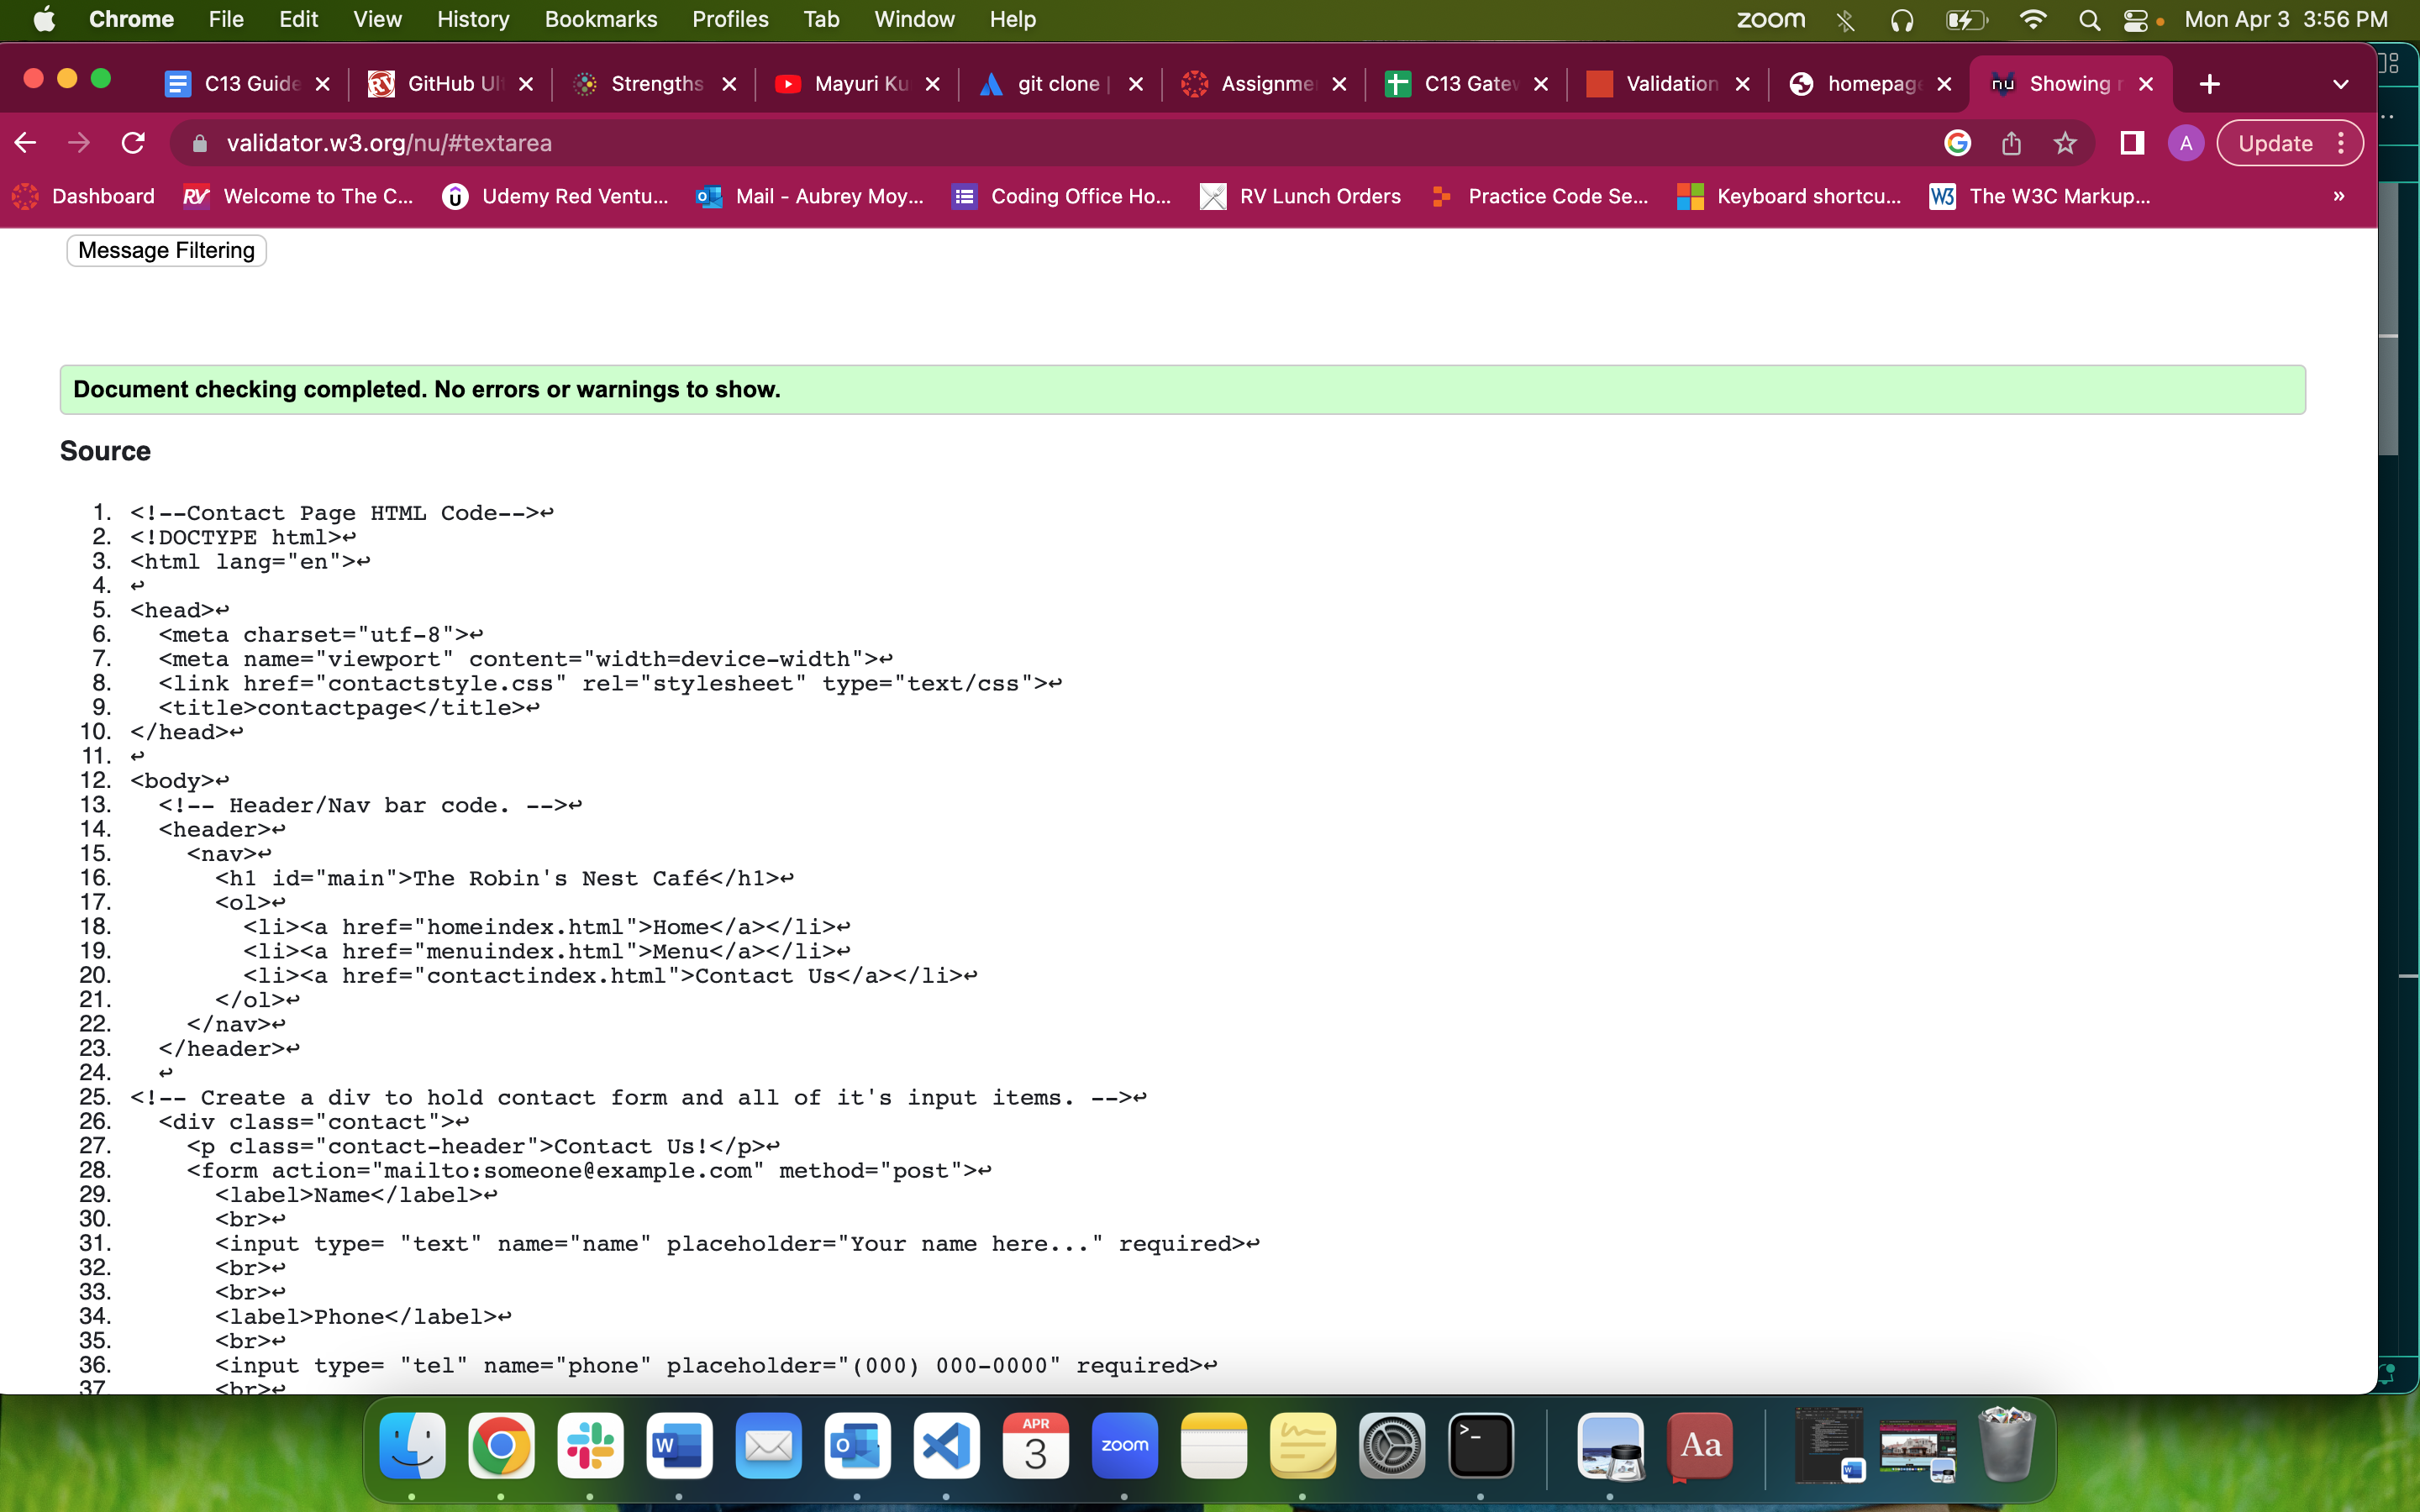 Chrome File Edit View History Bookmarks Profiles Tab Window Help zoom Mon Apr 3 3:56 PM
C13 Guide GitHub Ul Strengths Mayuri Ku git clone | Assignme C13 Gatew Validation homepag nu Showing r
validator.w3.org/nu/#textarea A Update
Dashboard RV Welcome to The C... Udemy Red Ventu... Mail - Aubrey Moy... Coding Office Ho... RV Lunch Orders Practice Code Se... Keyboard shortcu... W3 The W3C Markup... »
Message Filtering
Document checking completed. No errors or warnings to show.
Source
1. <!--Contact Page HTML Code-->↩
2. <!DOCTYPE html>↩
3. <html lang="en">↩
4. ↩
5. <head>↩
6. <meta charset="utf-8">↩
7. <meta name="viewport" content="width=device-width">↩
8. <link href="contactstyle.css" rel="stylesheet" type="text/css">↩
9. <title>contactpage</title>↩
10. </head>↩
11. ↩
12. <body>↩
13. <!-- Header/Nav bar code. -->↩
14. <header>↩
15. <nav>↩
16. <h1 id="main">The Robin's Nest Café</h1>↩
17. <ol>↩
18. <li><a href="homeindex.html">Home</a></li>↩
19. <li><a href="menuindex.html">Menu</a></li>↩
20. <li><a href="contactindex.html">Contact Us</a></li>↩
21. </ol>↩
22. </nav>↩
23. </header>↩
24. ↩
25. <!-- Create a div to hold contact form and all of it's input items. -->↩
26. <div class="contact">↩
27. <p class="contact-header">Contact Us!</p>↩
28. <form action="mailto:someone@example.com" method="post">↩
29. <label>Name</label>↩
30. <br>↩
31. <input type= "text" name="name" placeholder="Your name here..." required>↩
32. <br>↩
33. <br>↩
34. <label>Phone</label>↩
35. <br>↩
36. <input type= "tel" name="phone" placeholder="(000) 000-0000" required>↩
37. <br>↩
W O APR 3 zoom >_ Aa W